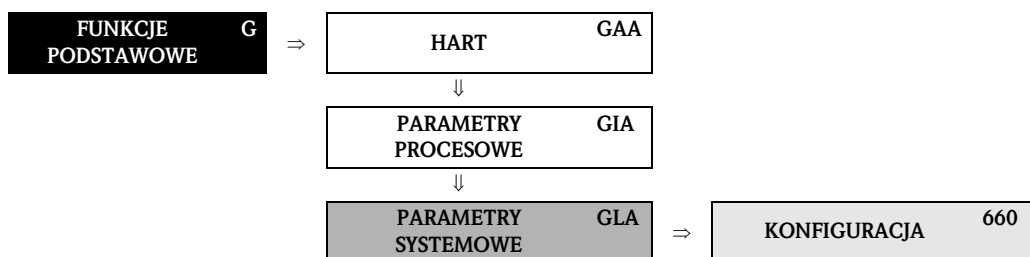 FUNKCJE G
PODSTAWOWE
⇒
HART GAA
⇓
PARAMETRY GIA
PROCESOWE
⇓
PARAMETRY GLA
SYSTEMOWE
⇒
KONFIGURACJA 660